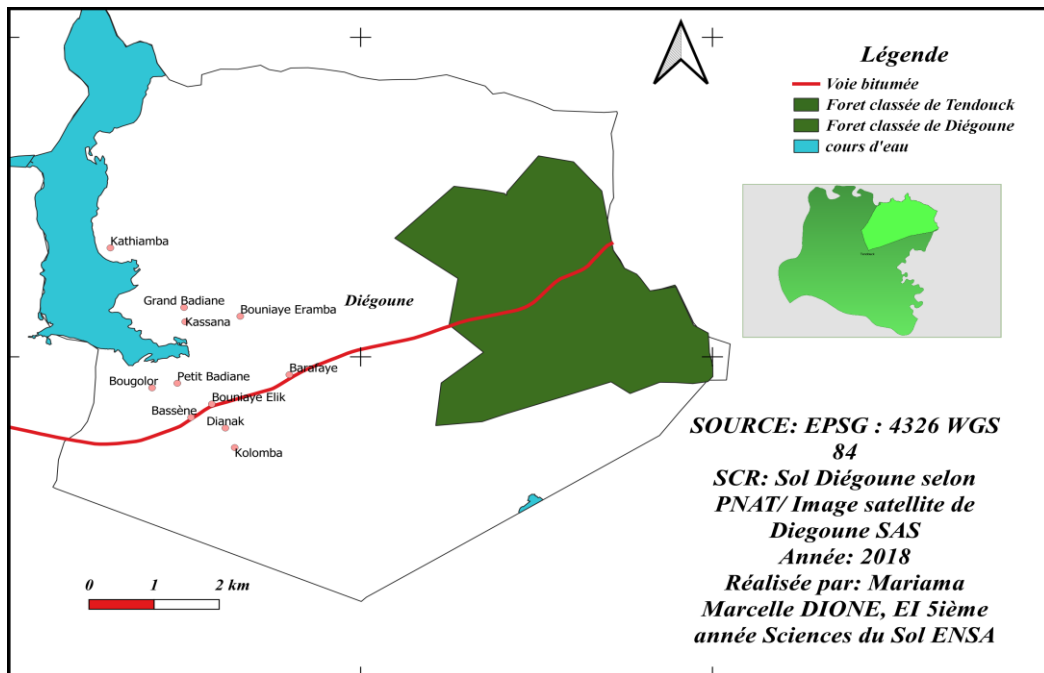 Légende
Voie bitumée
Foret classée de Tendouck
Foret classée de Diégoune
cours d'eau
Kathiamba
Grand Badiane
Kassana
Bouniaye Eramba
Diégoune
Barafaye
Bougolor
Petit Badiane
Bouniaye Elik
Bassène
Dianak
Kolomba
0 1 2 km
SOURCE: EPSG : 4326 WGS
84
SCR: Sol Diégoune selon
PNAT/ Image satellite de
Diegoune SAS
Année: 2018
Réalisée par: Mariama
Marcelle DIONE, EI 5ième
année Sciences du Sol ENSA